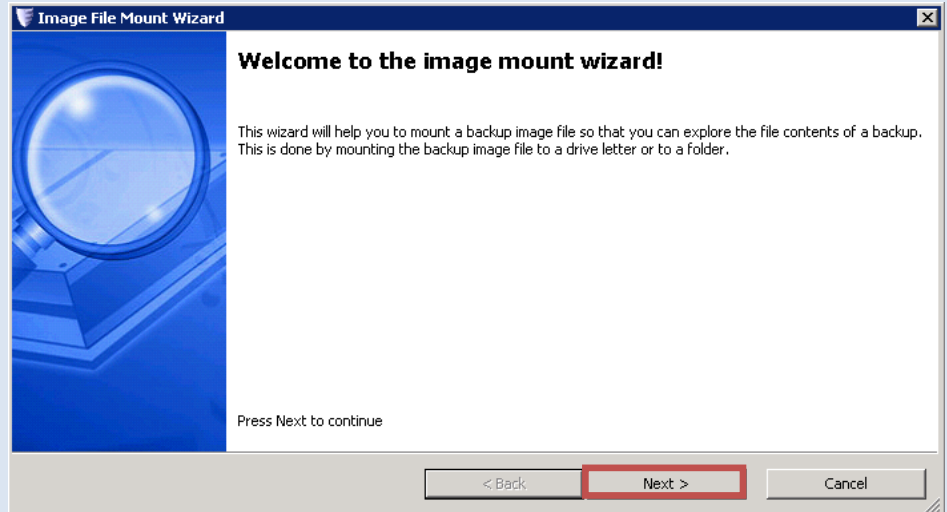 Image File Mount Wizard
Welcome to the image mount wizard!
This wizard will help you to mount a backup image file so that you can explore the file contents of a backup.
This is done by mounting the backup image file to a drive letter or to a folder.
Press Next to continue
< Back
Next >
Cancel